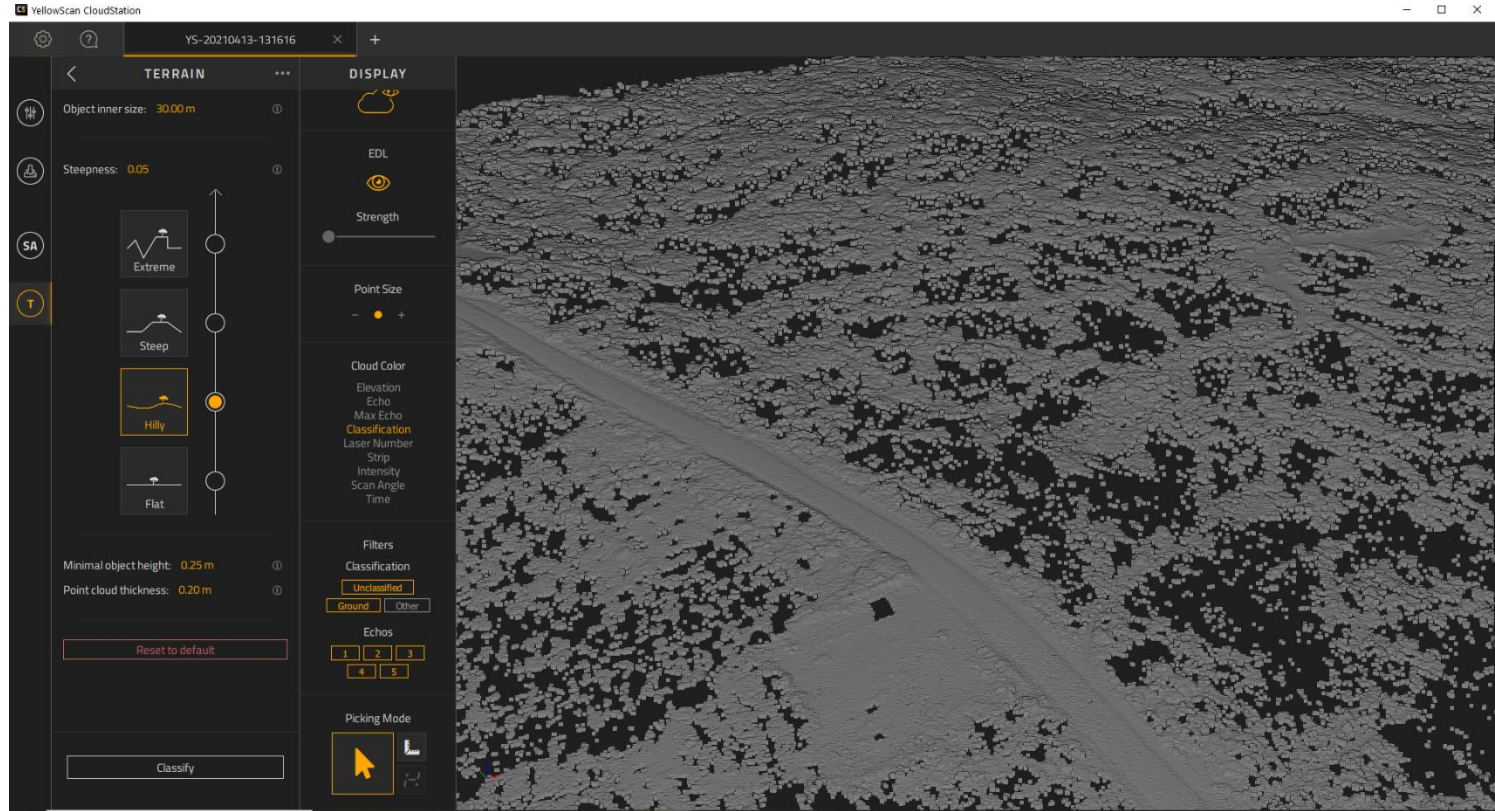 CS YellowScan CloudStation
YS-20210413-131616
TERRAIN
Object inner size: 30.00 m
Steepness: 0.05
Extreme
Steep
Hilly
Flat
Minimal object height: 0.25 m
Point cloud thickness: 0.20 m
Reset to default
Classify
SA
T
DISPLAY
EDL
Strength
Point Size
Cloud Color
Elevation
Echo
Max Echo
Classification
Laser Number
Strip
Intensity
Scan Angle
Time
Filters
Classification
Unclassified
Ground Other
Echos
1 2 3
4 5
Picking Mode